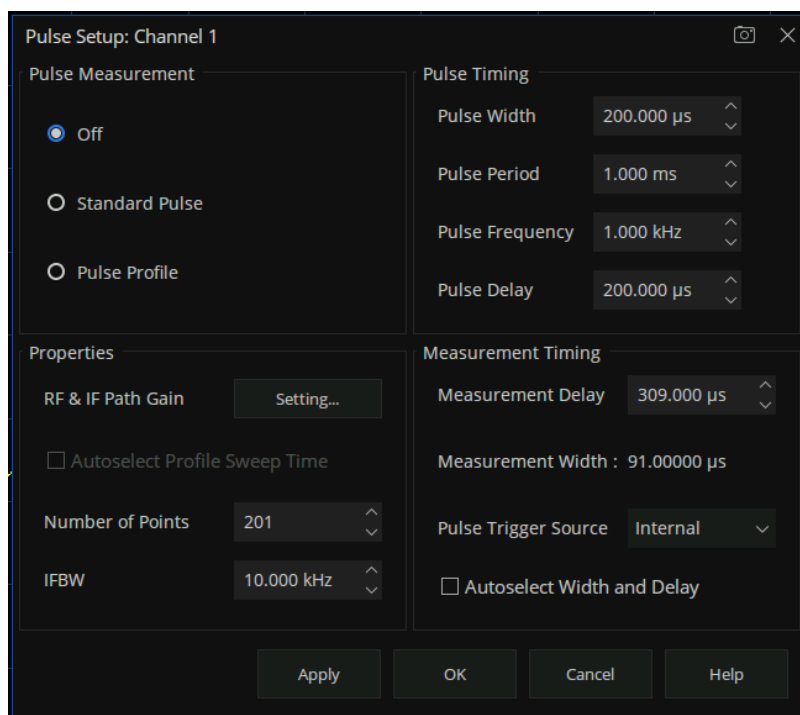 Pulse Setup: Channel 1
Pulse Measurement
Off
Standard Pulse
Pulse Profile
Pulse Timing
Pulse Width 200.000 µs
Pulse Period 1.000 ms
Pulse Frequency 1.000 kHz
Pulse Delay 200.000 µs
Properties
RF & IF Path Gain Setting...
Autoselect Profile Sweep Time
Number of Points 201
IFBW 10.000 kHz
Measurement Timing
Measurement Delay 309.000 µs
Measurement Width : 91.00000 µs
Pulse Trigger Source Internal
Autoselect Width and Delay
Apply OK Cancel Help